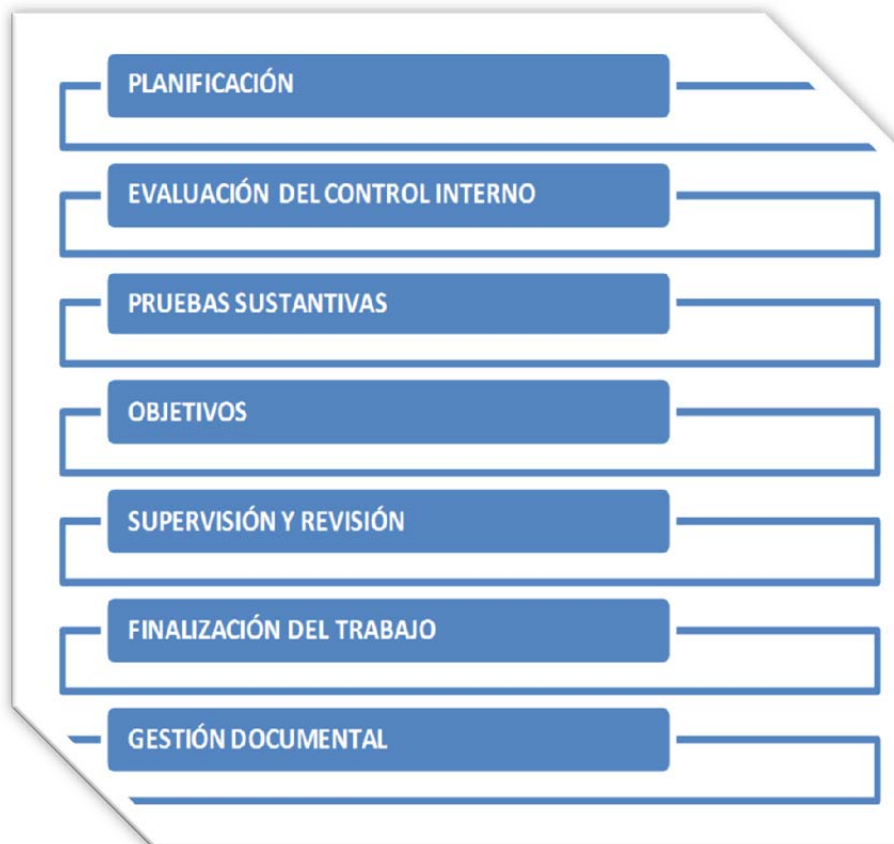 PLANIFICACIÓN
EVALUACIÓN DEL CONTROL INTERNO
PRUEBAS SUSTANTIVAS
OBJETIVOS
SUPERVISIÓN Y REVISIÓN
FINALIZACIÓN DEL TRABAJO
GESTIÓN DOCUMENTAL